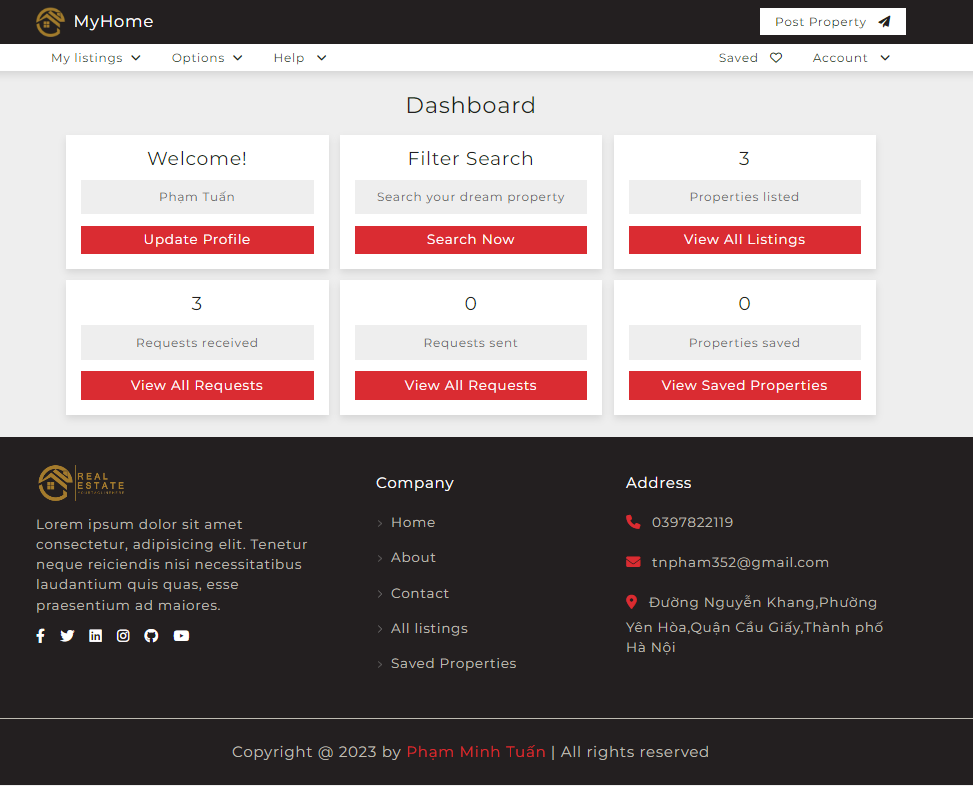 MyHome
Post Property
My listings
Options
Help
Saved
Account
Dashboard
Welcome!
Phạm Tuấn
Update Profile
Filter Search
Search your dream property
Search Now
3
Properties listed
View All Listings
3
Requests received
View All Requests
0
Requests sent
View All Requests
0
Properties saved
View Saved Properties
REAL
ESTATE
Lorem ipsum dolor sit amet
consectetur, adipisicing elit. Tenetur
neque reiciendis nisi necessitatibus
laudantium quis quas, esse
praesentium ad maiores.
Company
Home
About
Contact
All listings
Saved Properties
Address
0397822119
tnpham352@gmail.com
Đường Nguyễn Khang,Phường
Yên Hòa,Quận Cầu Giấy,Thành phố
Hà Nội
Copyright @ 2023 by Phạm Minh Tuấn | All rights reserved